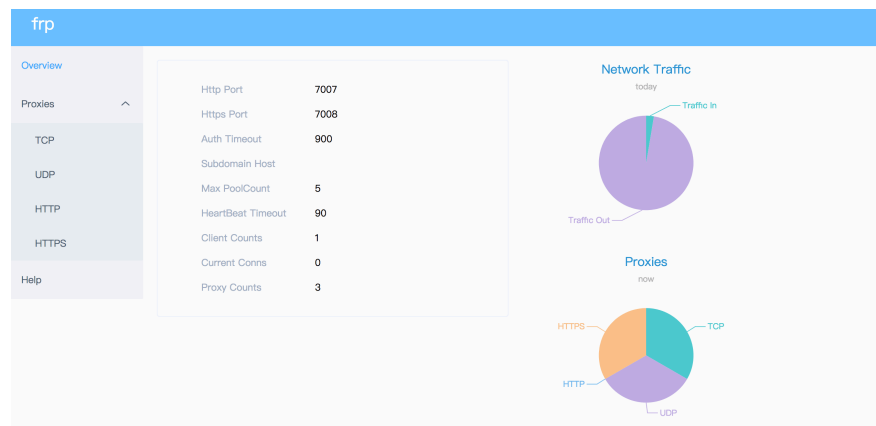 frp
Overview
Proxies
TCP
UDP
HTTP
HTTPS
Help
Http Port 7007
Https Port 7008
Auth Timeout 900
Subdomain Host
Max PoolCount 5
HeartBeat Timeout 90
Client Counts 1
Current Conns 0
Proxy Counts 3
Network Traffic
today
Traffic In
Traffic Out
Proxies
now
HTTPS
TCP
HTTP
UDP